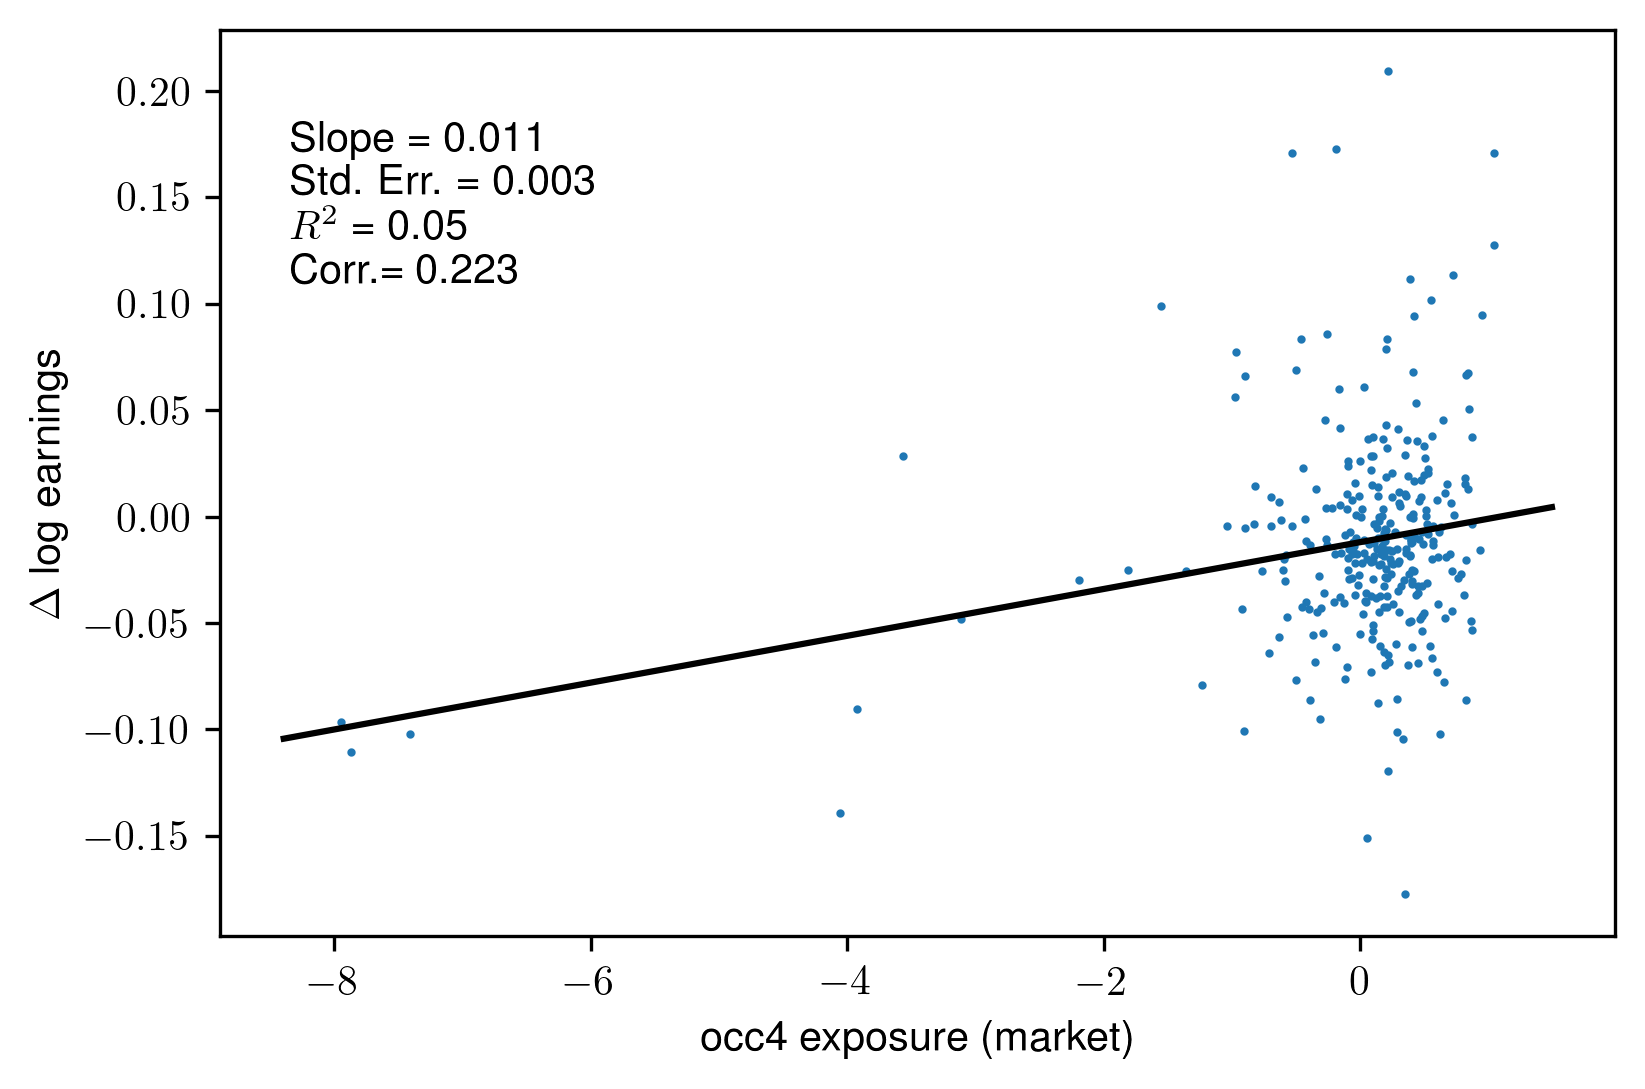 Slope = 0.011
Std. Err. = 0.003
R² = 0.05
Corr.= 0.223
0.20
0.15
0.10
0.05
0.00
−0.05
−0.10
−0.15
Δ log earnings
−8
−6
−4
−2
0
occ4 exposure (market)